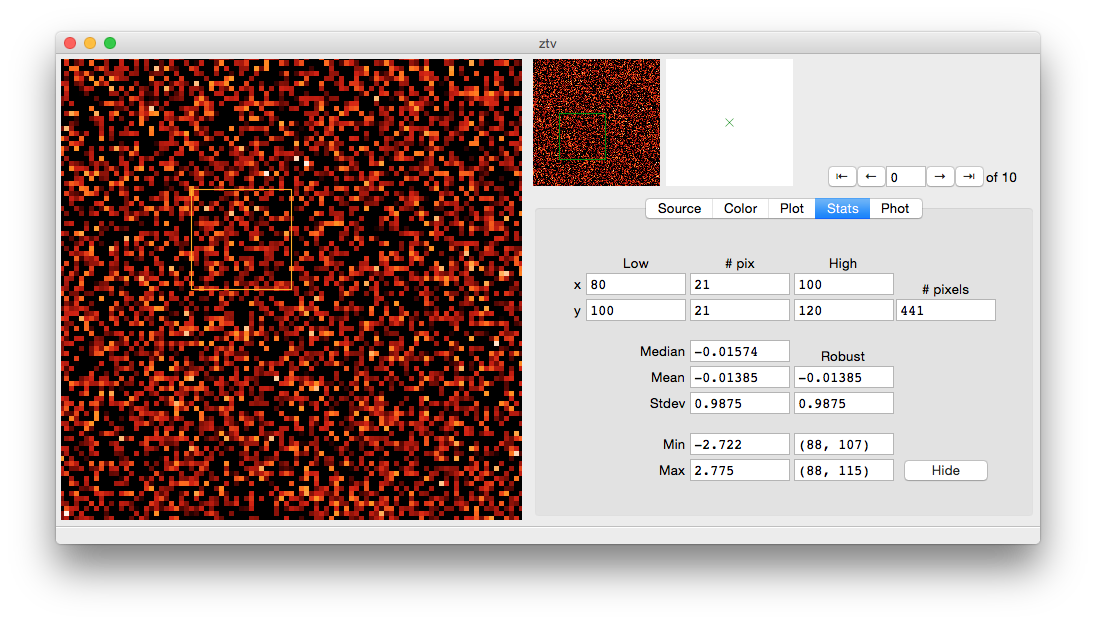 ztv
⇤ ← 0 → ⇥ of 10
Source Color Plot Stats Phot
Low # pix High
x 80 21 100 # pixels
y 100 21 120 441
Median −0.01574 Robust
Mean −0.01385 −0.01385
Stdev 0.9875 0.9875
Min −2.722 (88, 107)
Max 2.775 (88, 115) Hide